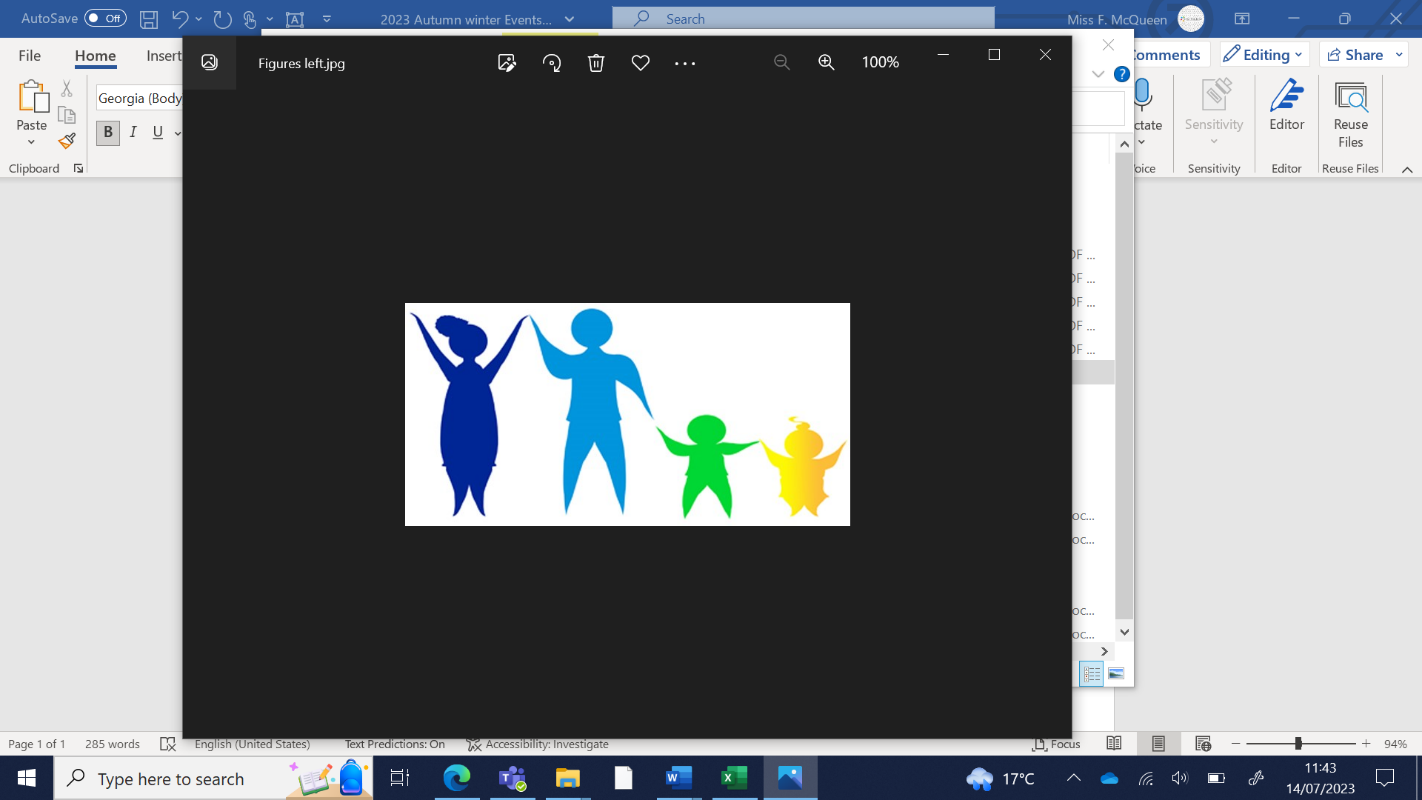 AutoSave Off 2023 Autumn winter Events... Search Miss F. McQueen
File Home Insert Comments Editing Share
Figures left.jpg 100%
Georgia (Body
Paste
B I U
Sensitivity Editor Reuse Files
Clipboard Sensitivity Editor Reuse Files
Page 1 of 1 285 words English (United States) Text Predictions: On Accessibility: Investigate Focus 94%
Type here to search 17°C 11:43
14/07/2023